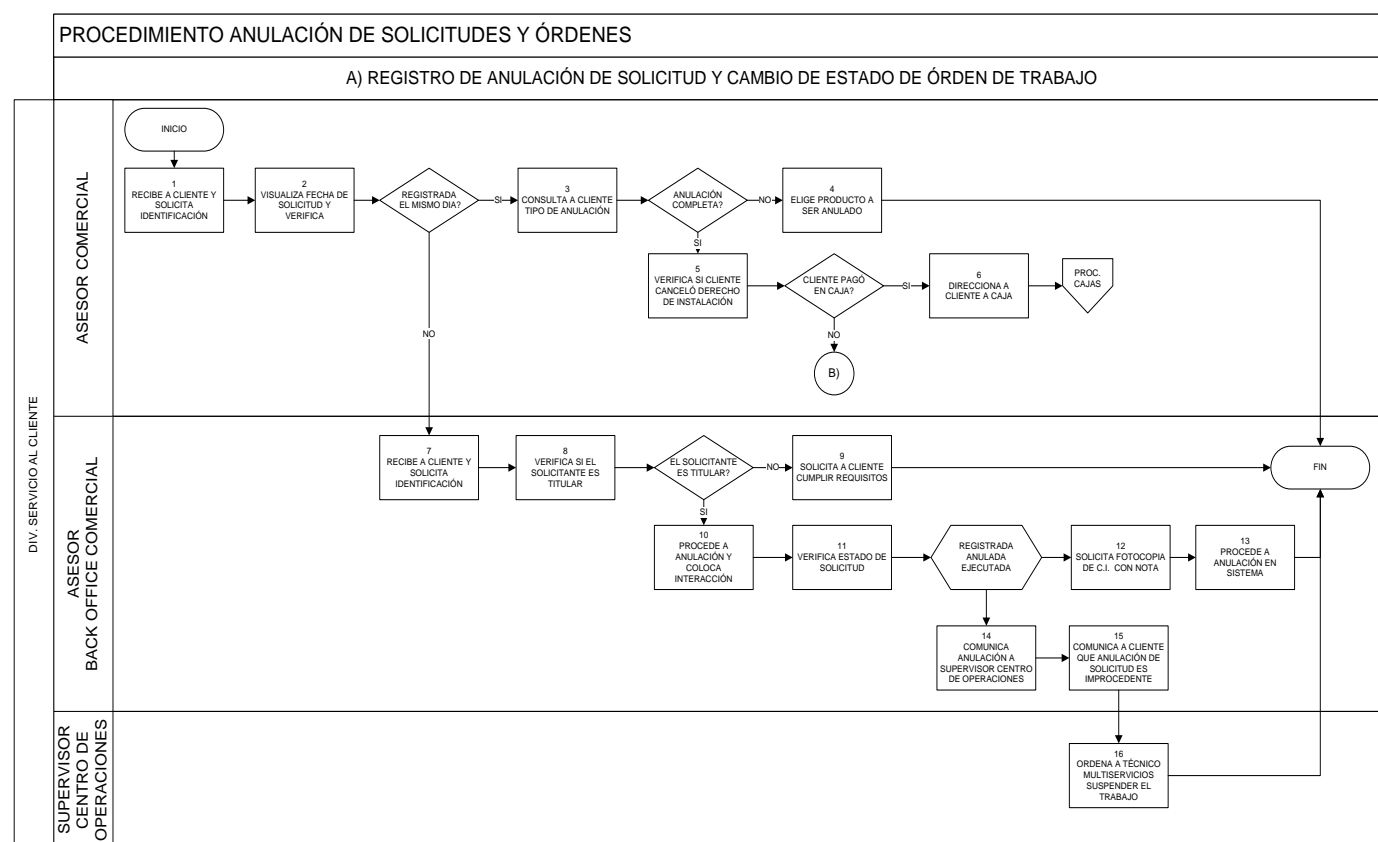 PROCEDIMIENTO ANULACIÓN DE SOLICITUDES Y ÓRDENES
A) REGISTRO DE ANULACIÓN DE SOLICITUD Y CAMBIO DE ESTADO DE ÓRDEN DE TRABAJO
DIV. SERVICIO AL CLIENTE
ASESOR COMERCIAL
INICIO
1
RECIBE A CLIENTE Y
SOLICITA
IDENTIFICACIÓN
2
VISUALIZA FECHA DE
SOLICITUD Y
VERIFICA
REGISTRADA
EL MISMO DIA?
SI
3
CONSULTA A CLIENTE
TIPO DE ANULACIÓN
ANULACIÓN
COMPLETA?
NO
4
ELIGE PRODUCTO A
SER ANULADO
SI
5
VERIFICA SI CLIENTE
CANCELÓ DERECHO
DE INSTALACIÓN
CLIENTE PAGÓ
EN CAJA?
SI
6
DIRECCIONA A
CLIENTE A CAJA
PROC.
CAJAS
NO
NO
B)
ASESOR
BACK OFFICE COMERCIAL
7
RECIBE A CLIENTE Y
SOLICITA
IDENTIFICACIÓN
8
VERIFICA SI EL
SOLICITANTE ES
TITULAR
EL SOLICITANTE
ES TITULAR?
NO
9
SOLICITA A CLIENTE
CUMPLIR REQUISITOS
FIN
SI
10
PROCEDE A
ANULACIÓN Y
COLOCA
INTERACCIÓN
11
VERIFICA ESTADO DE
SOLICITUD
REGISTRADA
ANULADA
EJECUTADA
12
SOLICITA FOTOCOPIA
DE C.I. CON NOTA
13
PROCEDE A
ANULACIÓN EN
SISTEMA
14
COMUNICA
ANULACIÓN A
SUPERVISOR CENTRO
DE OPERACIONES
15
COMUNICA A CLIENTE
QUE ANULACIÓN DE
SOLICITUD ES
IMPROCEDENTE
SUPERVISOR
CENTRO DE
OPERACIONES
16
ORDENA A TÉCNICO
MULTISERVICIOS
SUSPENDER EL
TRABAJO